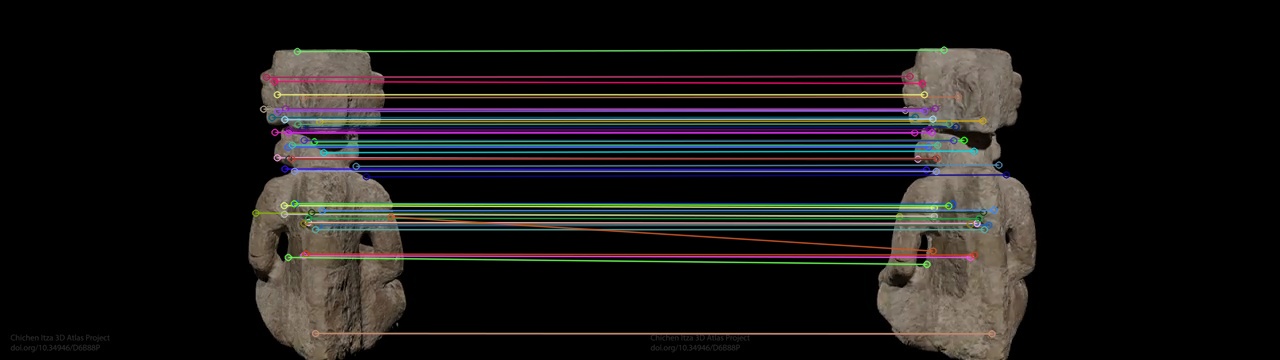 Chichen Itza 3D Atlas Project
doi.org/10.34946/D6B88P
Chichen Itza 3D Atlas Project
doi.org/10.34946/D6B88P